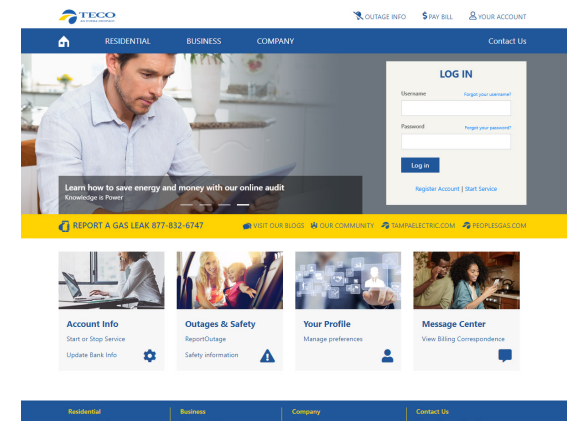 TECO
AN EMERA COMPANY
OUTAGE INFO $ PAY BILL YOUR ACCOUNT
RESIDENTIAL BUSINESS COMPANY Contact Us
LOG IN
Username Forgot your username?
Password Forgot your password?
Log in
Register Account | Start Service
Learn how to save energy and money with our online audit
Knowledge is Power
REPORT A GAS LEAK 877-832-6747 VISIT OUR BLOGS OUR COMMUNITY TAMPAELECTRIC.COM PEOPLESGAS.COM
Account Info
Start or Stop Service
Update Bank Info
Outages & Safety
ReportOutage
Safety information
Your Profile
Manage preferences
Message Center
View Billing Correspondence
Residential Business Company Contact Us